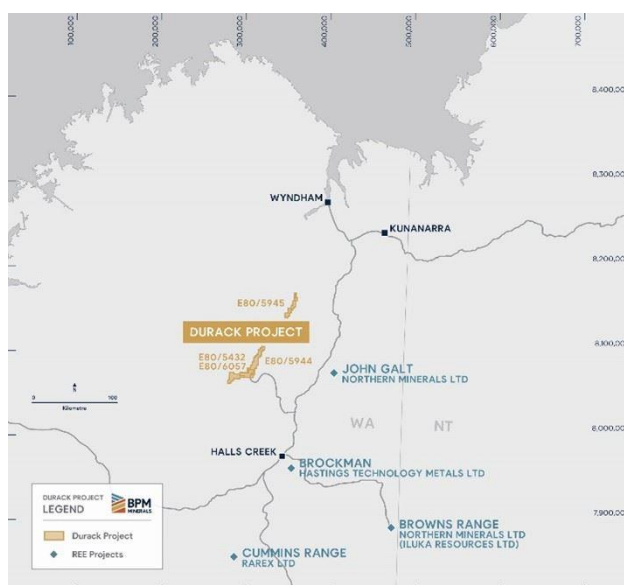 100,000
200,000
300,000
400,000
500,000
600,000
700,000
8,400,000
8,300,000
WYNDHAM
KUNANARRA
8,200,000
E80/5945
DURACK PROJECT
8,100,000
E80/5432
E80/6057
E80/5944
JOHN GALT
NORTHERN MINERALS LTD
0
100
Kilometre
WA
NT
8,000,000
HALLS CREEK
BROCKMAN
HASTINGS TECHNOLOGY METALS LTD
DURACK PROJECT
LEGEND
BPM
MINERALS
Durack Project
REE Projects
BROWNS RANGE
NORTHERN MINERALS LTD
(ILUKA RESOURCES LTD)
7,900,000
CUMMINS RANGE
RAREX LTD